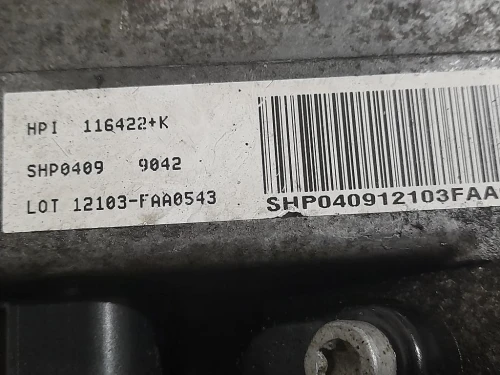 HPI 116422+K
SHP0409 9042
LOT 12103-FAA0543
SHP040912103FAA